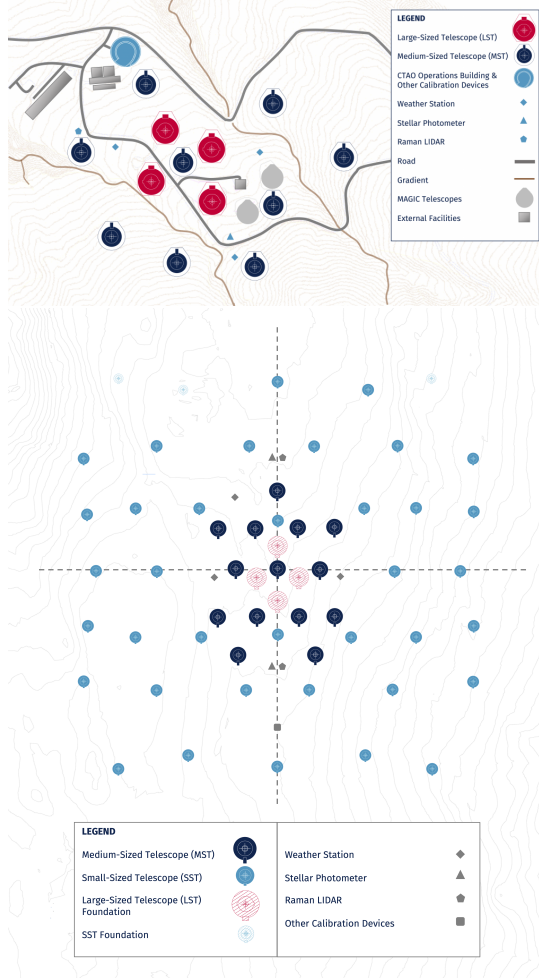 LEGEND
Large-Sized Telescope (LST)
Medium-Sized Telescope (MST)
CTAO Operations Building &
Other Calibration Devices
Weather Station
Stellar Photometer
Raman LIDAR
Road
Gradient
MAGIC Telescopes
External Facilities
LEGEND
Medium-Sized Telescope (MST)
Small-Sized Telescope (SST)
Large-Sized Telescope (LST)
Foundation
SST Foundation
Weather Station
Stellar Photometer
Raman LIDAR
Other Calibration Devices